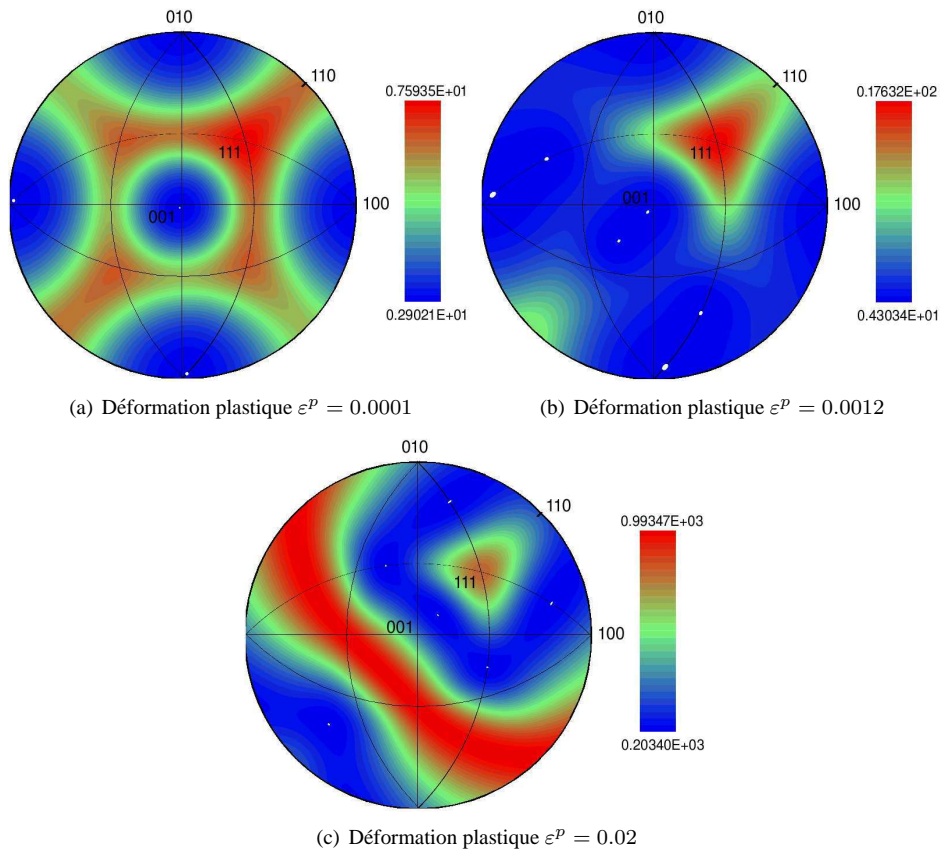 010
110
0.75935E+01
111
001
100
0.29021E+01
(a) Déformation plastique εᵖ = 0.0001
010
110
0.17632E+02
111
001
100
0.43034E+01
(b) Déformation plastique εᵖ = 0.0012
010
110
0.99347E+03
111
001
100
0.20340E+03
(c) Déformation plastique εᵖ = 0.02